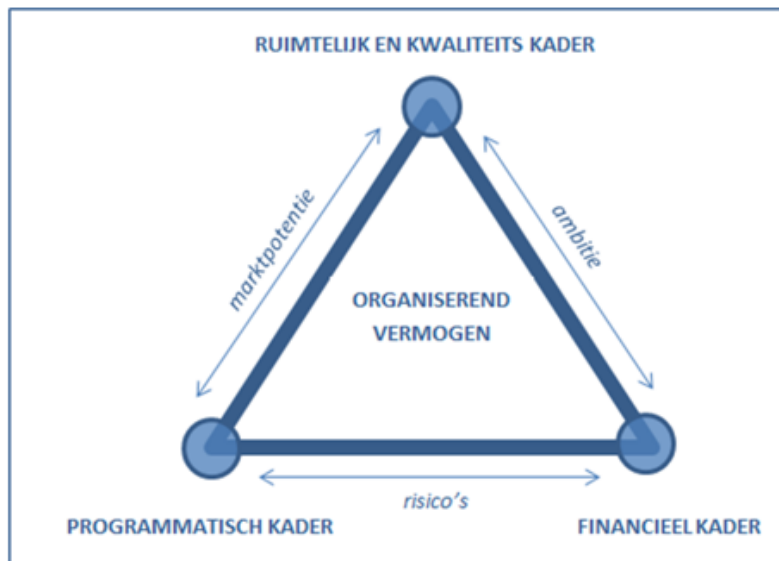 RUIMTELIJK EN KWALITEITS KADER
marktpotentie
ambitie
ORGANISEREND
VERMOGEN
risico's
PROGRAMMATISCH KADER
FINANCIEEL KADER